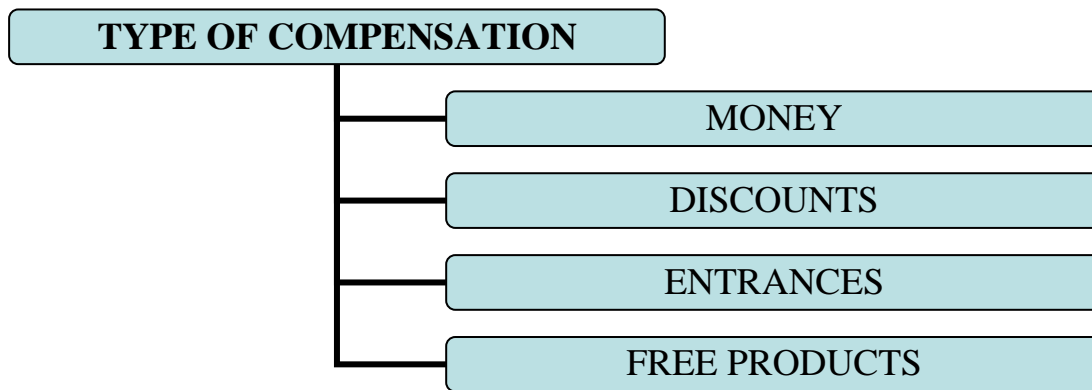 TYPE OF COMPENSATION
MONEY
DISCOUNTS
ENTRANCES
FREE PRODUCTS